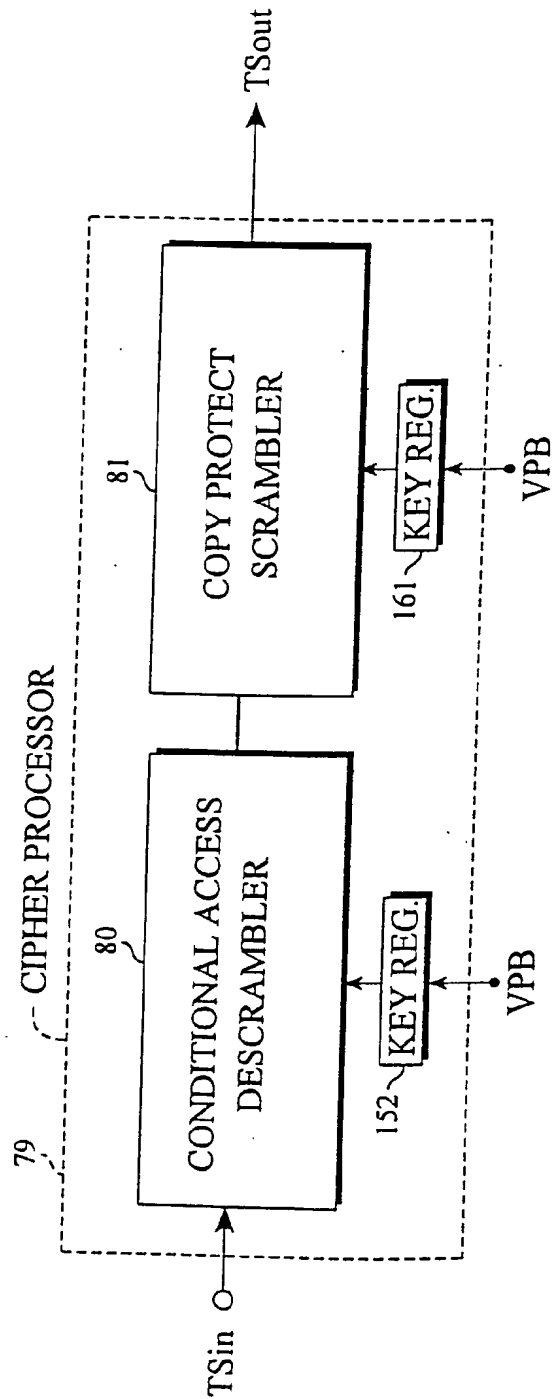 79
CIPHER PROCESSOR
TSin
80
CONDITIONAL ACCESS
DESCRAMBLER
152
KEY REG.
VPB
81
COPY PROTECT
SCRAMBLER
161
KEY REG.
VPB
TSout